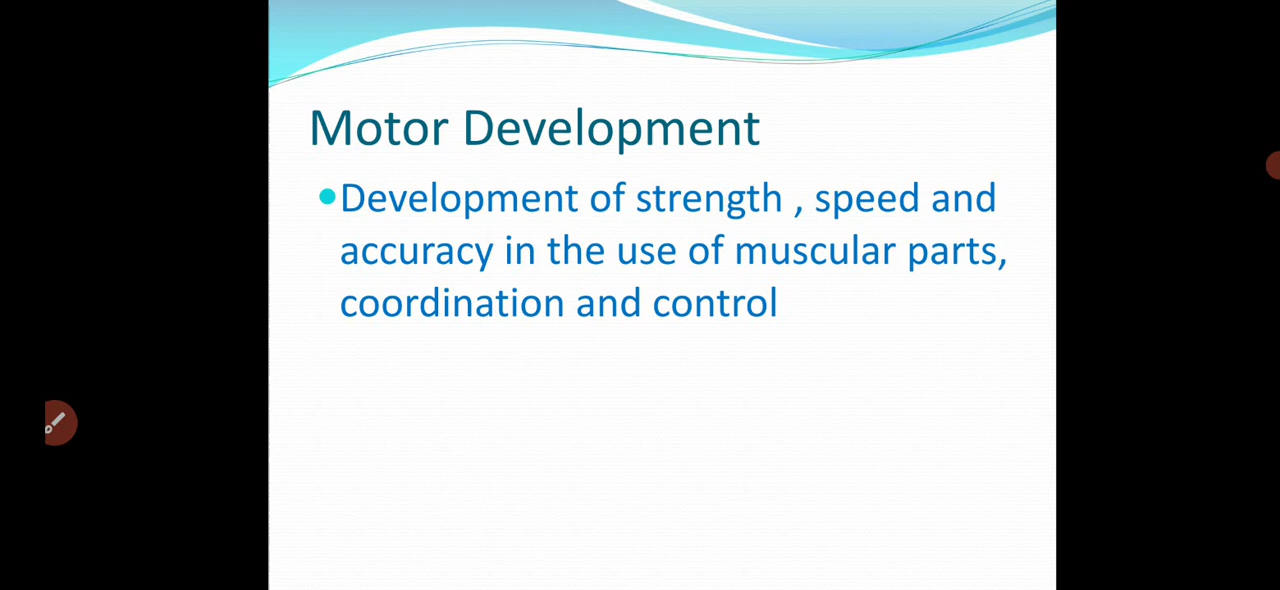 Motor Development
Development of strength , speed and
accuracy in the use of muscular parts,
coordination and control